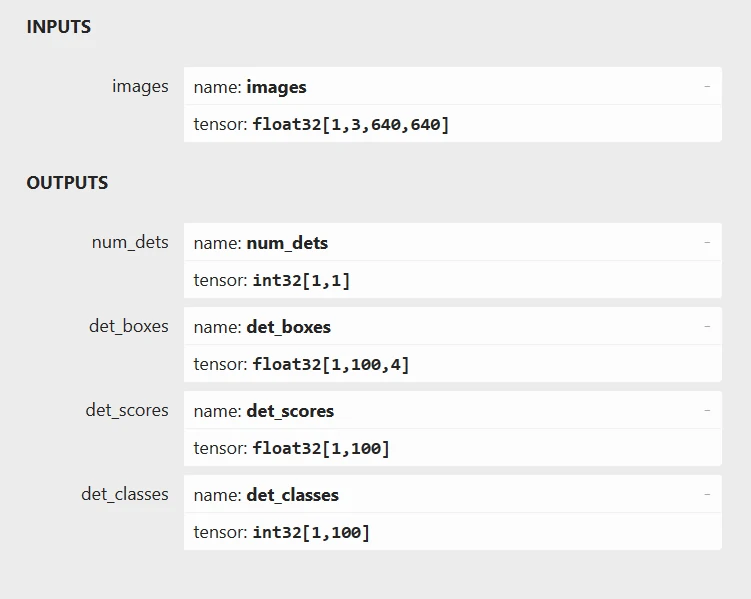 INPUTS
images
name: images
-
tensor: float32[1,3,640,640]
OUTPUTS
num_dets
name: num_dets
-
tensor: int32[1,1]
det_boxes
name: det_boxes
-
tensor: float32[1,100,4]
det_scores
name: det_scores
-
tensor: float32[1,100]
det_classes
name: det_classes
-
tensor: int32[1,100]